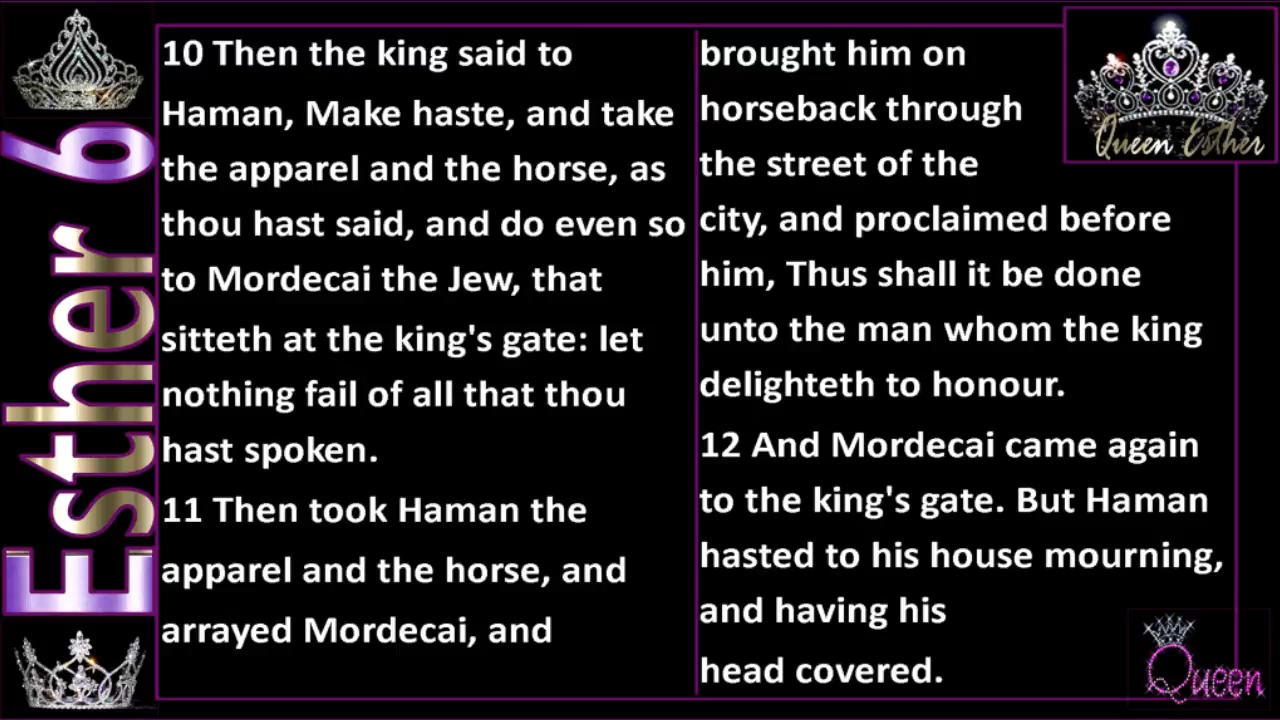 Esther 6
10 Then the king said to
Haman, Make haste, and take
the apparel and the horse, as
thou hast said, and do even so
to Mordecai the Jew, that
sitteth at the king's gate: let
nothing fail of all that thou
hast spoken.
11 Then took Haman the
apparel and the horse, and
arrayed Mordecai, and
brought him on
horseback through
the street of the
city, and proclaimed before
him, Thus shall it be done
unto the man whom the king
delighteth to honour.
12 And Mordecai came again
to the king's gate. But Haman
hasted to his house mourning,
and having his
head covered.
Queen Esther
Queen